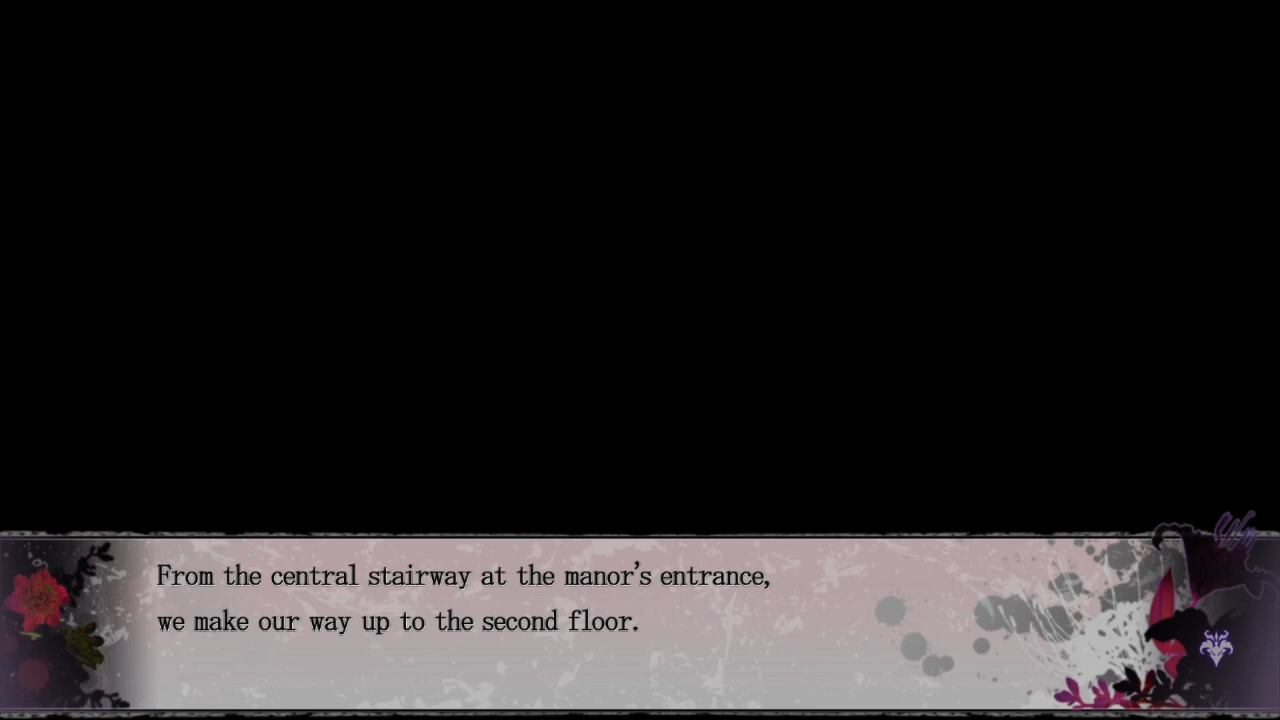 From the central stairway at the manor's entrance,
we make our way up to the second floor.